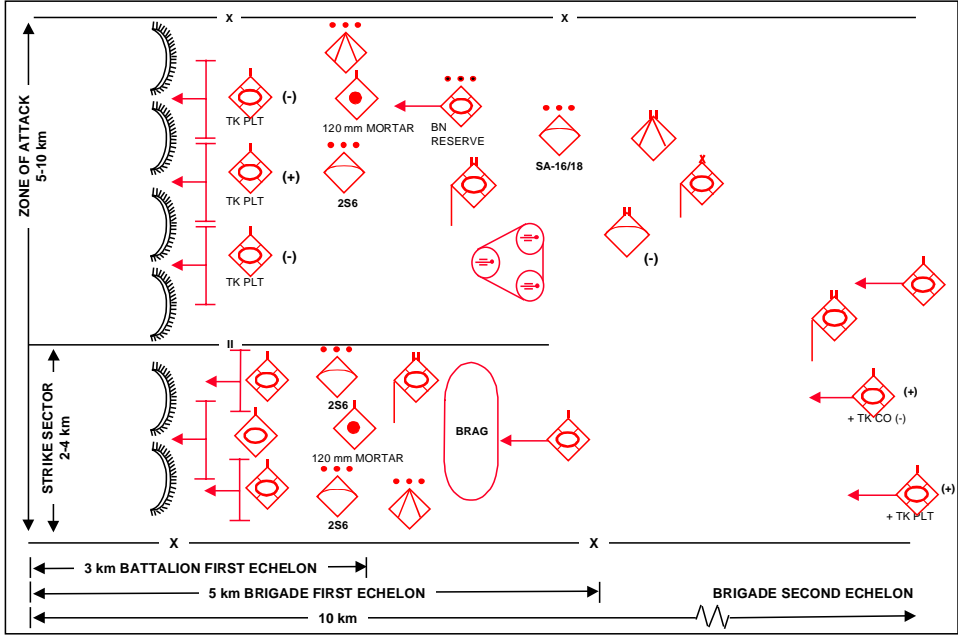 X
X
ZONE OF ATTACK
5-10 km
(-)
TK PLT
120 mm MORTAR
BN
RESERVE
SA-16/18
(+)
TK PLT
2S6
(-)
TK PLT
(-)
II
STRIKE SECTOR
2-4 km
2S6
120 mm MORTAR
BRAG
2S6
(+)
+ TK CO (-)
(+)
+ TK PLT
X
X
3 km BATTALION FIRST ECHELON
5 km BRIGADE FIRST ECHELON
BRIGADE SECOND ECHELON
10 km